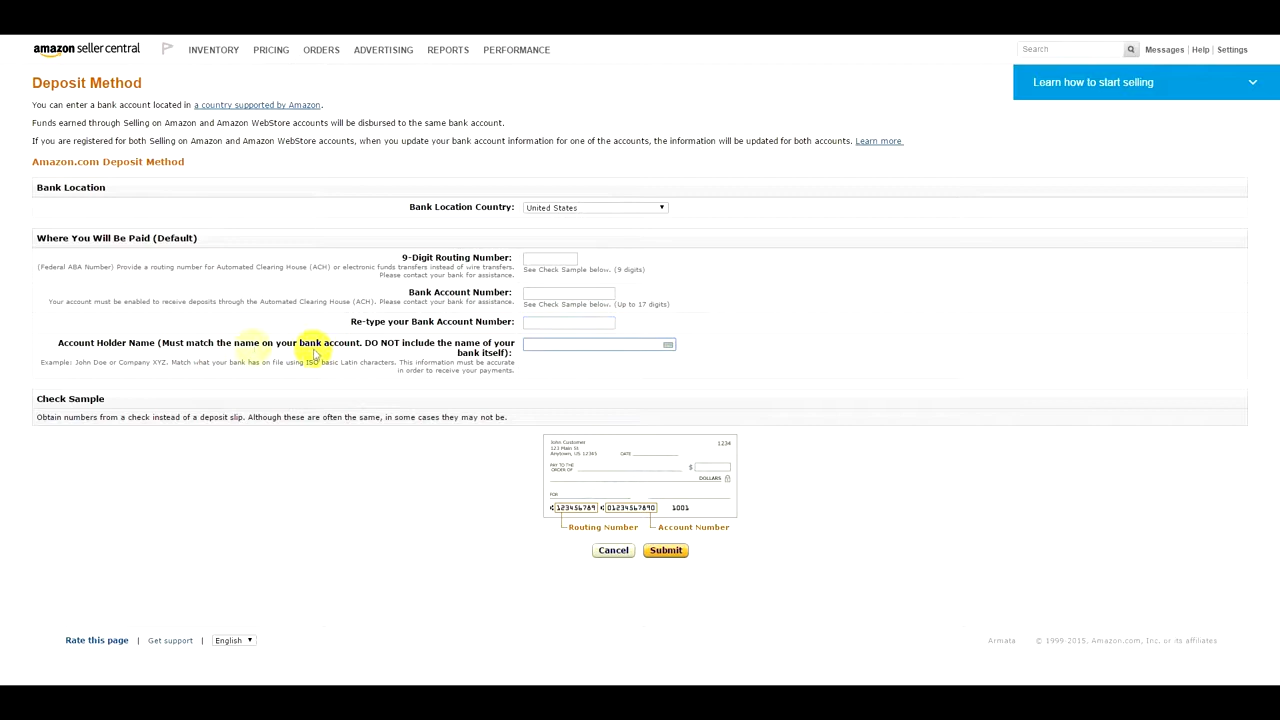 amazon seller central INVENTORY PRICING ORDERS ADVERTISING REPORTS PERFORMANCE Search Messages | Help | Settings
Deposit Method
Learn how to start selling
You can enter a bank account located in a country supported by Amazon.
Funds earned through Selling on Amazon and Amazon WebStore accounts will be disbursed to the same bank account.
If you are registered for both Selling on Amazon and Amazon WebStore accounts, when you update your bank account information for one of the accounts, the information will be updated for both accounts. Learn more
Amazon.com Deposit Method
Bank Location
Bank Location Country: United States
Where You Will Be Paid (Default)
9-Digit Routing Number:
(Federal ABA Number) Provide a routing number for Automated Clearing House (ACH) or electronic funds transfers instead of wire transfers.
Please contact your bank for assistance.
See Check Sample below. (9 digits)
Bank Account Number:
Your account must be enabled to receive deposits through the Automated Clearing House (ACH). Please contact your bank for assistance.
See Check Sample below. (Up to 17 digits)
Re-type your Bank Account Number:
Account Holder Name (Must match the name on your bank account. DO NOT include the name of your
bank itself):
Example: John Doe or Company XYZ. Match what your bank has on file using ISO basic Latin characters. This information must be accurate
in order to receive your payments.
Check Sample
Obtain numbers from a check instead of a deposit slip. Although these are often the same, in some cases they may not be.
John Customer 1234
123 Main St
Anytown, US 12345 DATE
PAY TO THE
ORDER OF $
DOLLARS
FOR
123456789 01234567890 1001
Routing Number Account Number
Cancel Submit
Rate this page | Get support | English
Armata © 1999-2015, Amazon.com, Inc. or its affiliates